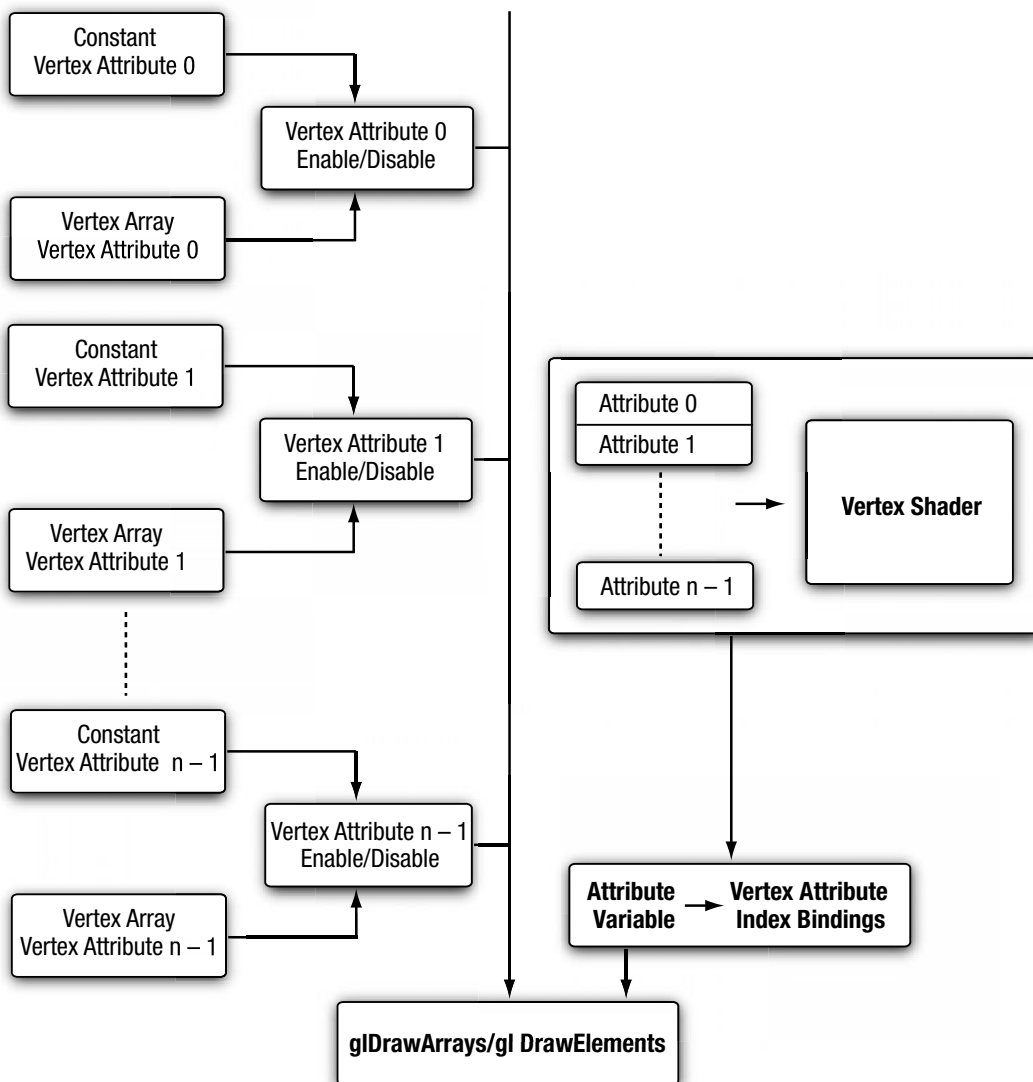 Constant
Vertex Attribute 0
Vertex Attribute 0
Enable/Disable
Vertex Array
Vertex Attribute 0
Constant
Vertex Attribute 1
Vertex Attribute 1
Enable/Disable
Vertex Array
Vertex Attribute 1
Constant
Vertex Attribute n – 1
Vertex Attribute n – 1
Enable/Disable
Vertex Array
Vertex Attribute n – 1
Attribute 0
Attribute 1
Attribute n – 1
Vertex Shader
Attribute
Variable
Vertex Attribute
Index Bindings
glDrawArrays/gl DrawElements